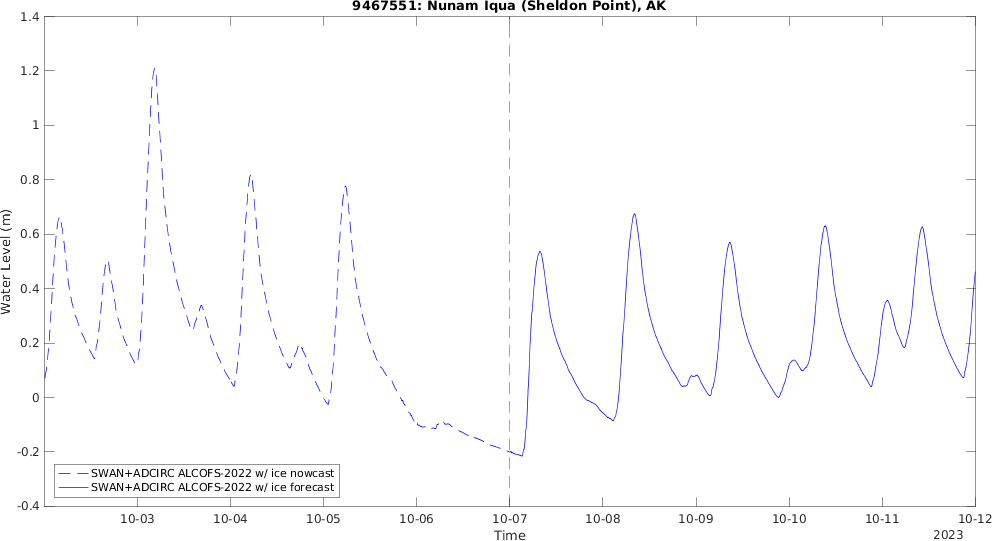 9467551: Nunam Iqua (Sheldon Point), AK
1.4
1.2
1
0.8
0.6
0.4
0.2
0
-0.2
-0.4
Water Level (m)
SWAN+ADCIRC ALCOFS-2022 w/ ice nowcast
SWAN+ADCIRC ALCOFS-2022 w/ ice forecast
10-03 10-04 10-05 10-06 10-07 10-08 10-09 10-10 10-11 10-12
Time
2023